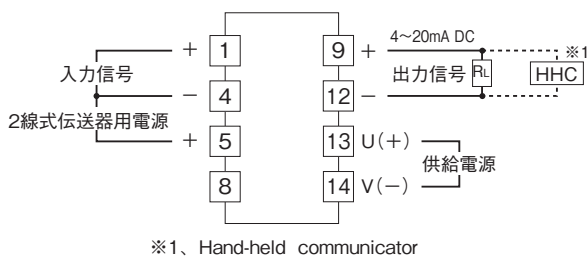 4～20mA DC
+ 1 9 +
※1
入力信号
出力信号 RL HHC
− 4 12 −
2線式伝送器用電源
+ 5 13 U(+)
供給電源
8 14 V(−)
※1、Hand-held communicator